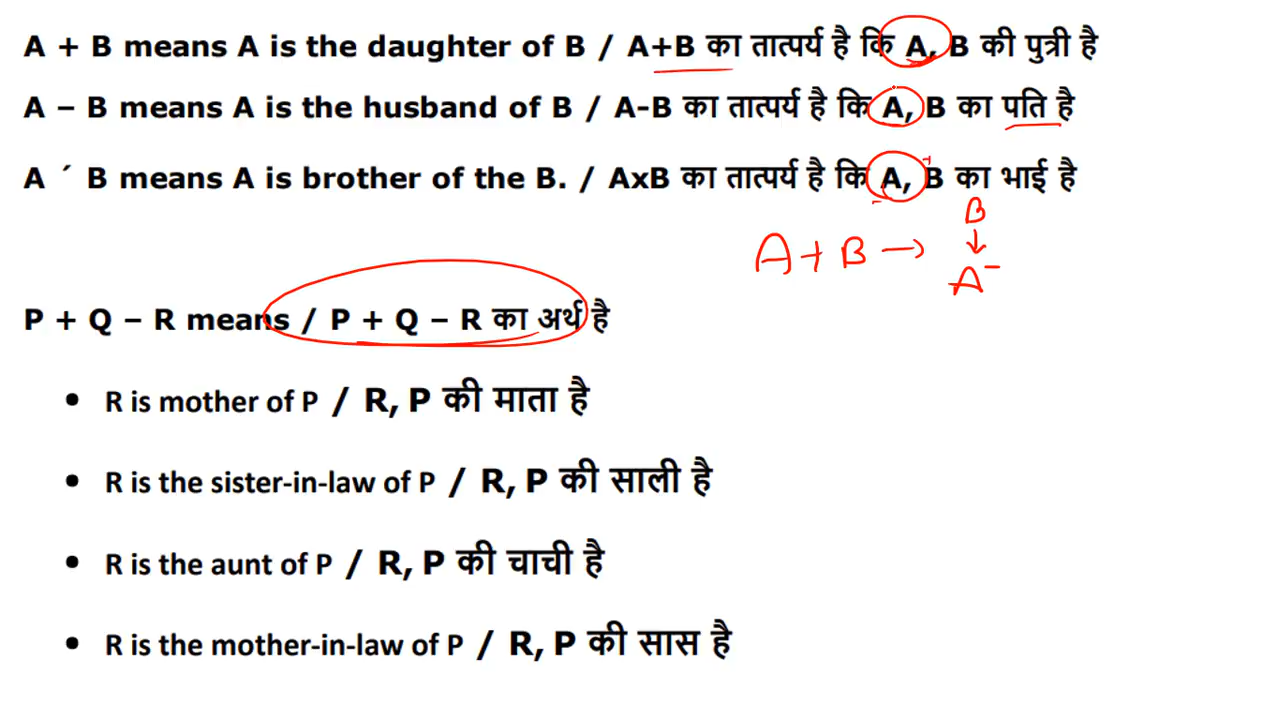 A + B means A is the daughter of B / A+B का तात्पर्य है कि A, B की पुत्री है
A – B means A is the husband of B / A-B का तात्पर्य है कि A, B का पति है
A ´ B means A is brother of the B. / AxB का तात्पर्य है कि A, B का भाई है
B
A + B → ↓
A –
P + Q – R means / P + Q – R का अर्थ है
• R is mother of P / R, P की माता है
• R is the sister-in-law of P / R, P की साली है
• R is the aunt of P / R, P की चाची है
• R is the mother-in-law of P / R, P की सास है